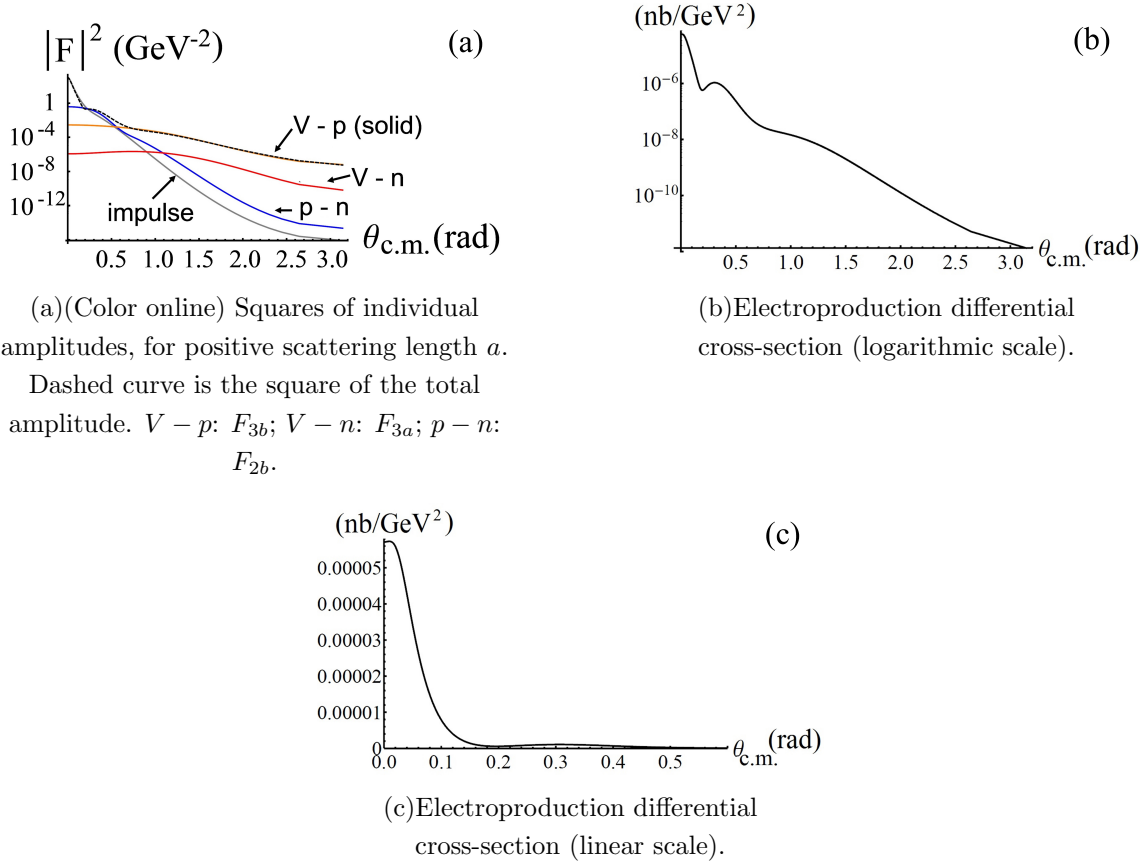 |F|² (GeV⁻²)
(a)
1
10⁻⁴
10⁻⁸
10⁻¹²
V - p (solid)
V - n
p - n
impulse
θc.m.(rad)
0.5 1.0 1.5 2.0 2.5 3.0
(a)(Color online) Squares of individual
amplitudes, for positive scattering length a.
Dashed curve is the square of the total
amplitude. V − p: F3b; V − n: F3a; p − n:
F2b.
(nb/GeV²)
(b)
10⁻⁶
10⁻⁸
10⁻¹⁰
0.5 1.0 1.5 2.0 2.5 3.0
θc.m.(rad)
(b)Electroproduction differential
cross-section (logarithmic scale).
(nb/GeV²)
(c)
0.00005
0.00004
0.00003
0.00002
0.00001
0
0.0 0.1 0.2 0.3 0.4 0.5
θc.m.(rad)
(c)Electroproduction differential
cross-section (linear scale).